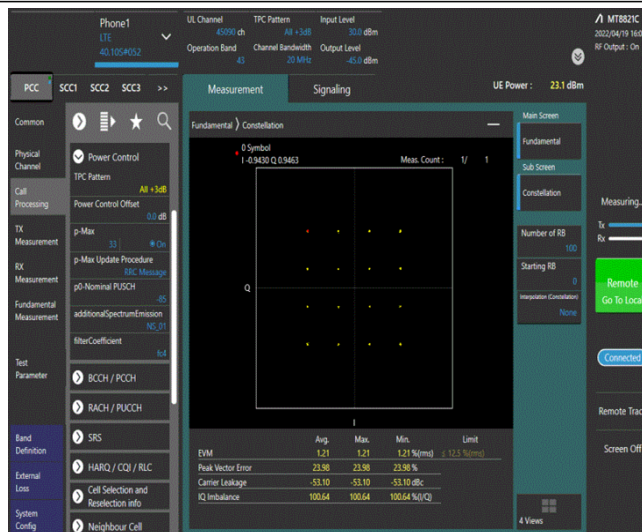 Phone1
LTE
40.10S#052
UL Channel
45090 ch
TPC Pattern
All +3dB
Input Level
30.0 dBm
Operation Band
43
Channel Bandwidth
20 MHz
Output Level
-45.0 dBm
MT8821C
2022/04/19 16:0
RF Output : On
PCC
SCC1
SCC2
SCC3
>>
Measurement
Signaling
UE Power : 23.1 dBm
Common
Physical
Channel
Call
Processing
TX
Measurement
RX
Measurement
Fundamental
Measurement
Test
Parameter
Band
Definition
External
Loss
System
Config
Power Control
TPC Pattern
All +3dB
Power Control Offset
0.0 dB
p-Max
33
On
p-Max Update Procedure
RRC Message
p0-Nominal PUSCH
-85
additionalSpectrumEmission
NS_01
filterCoefficient
fc4
BCCH / PCCH
RACH / PUCCH
SRS
HARQ / CQI / RLC
Cell Selection and
Reselection info
Neighbour Cell
Fundamental
Constellation
0 Symbol
I -0.9430 Q 0.9463
Meas. Count : 1/ 1
Q
I
Avg. Max. Min. Limit
EVM 1.21 1.21 1.21 %(rms) ≤ 12.5 %(rms)
Peak Vector Error 23.98 23.98 23.98 %
Carrier Leakage -53.10 -53.10 -53.10 dBc
IQ Imbalance 100.64 100.64 100.64 %(I/Q)
Main Screen
Fundamental
Sub Screen
Constellation
Number of RB
100
Starting RB
0
Interpolation (Constellation)
None
4 Views
Measuring...
Tx
Rx
Remote
Go To Loca
Connected
Remote Trac
Screen Off